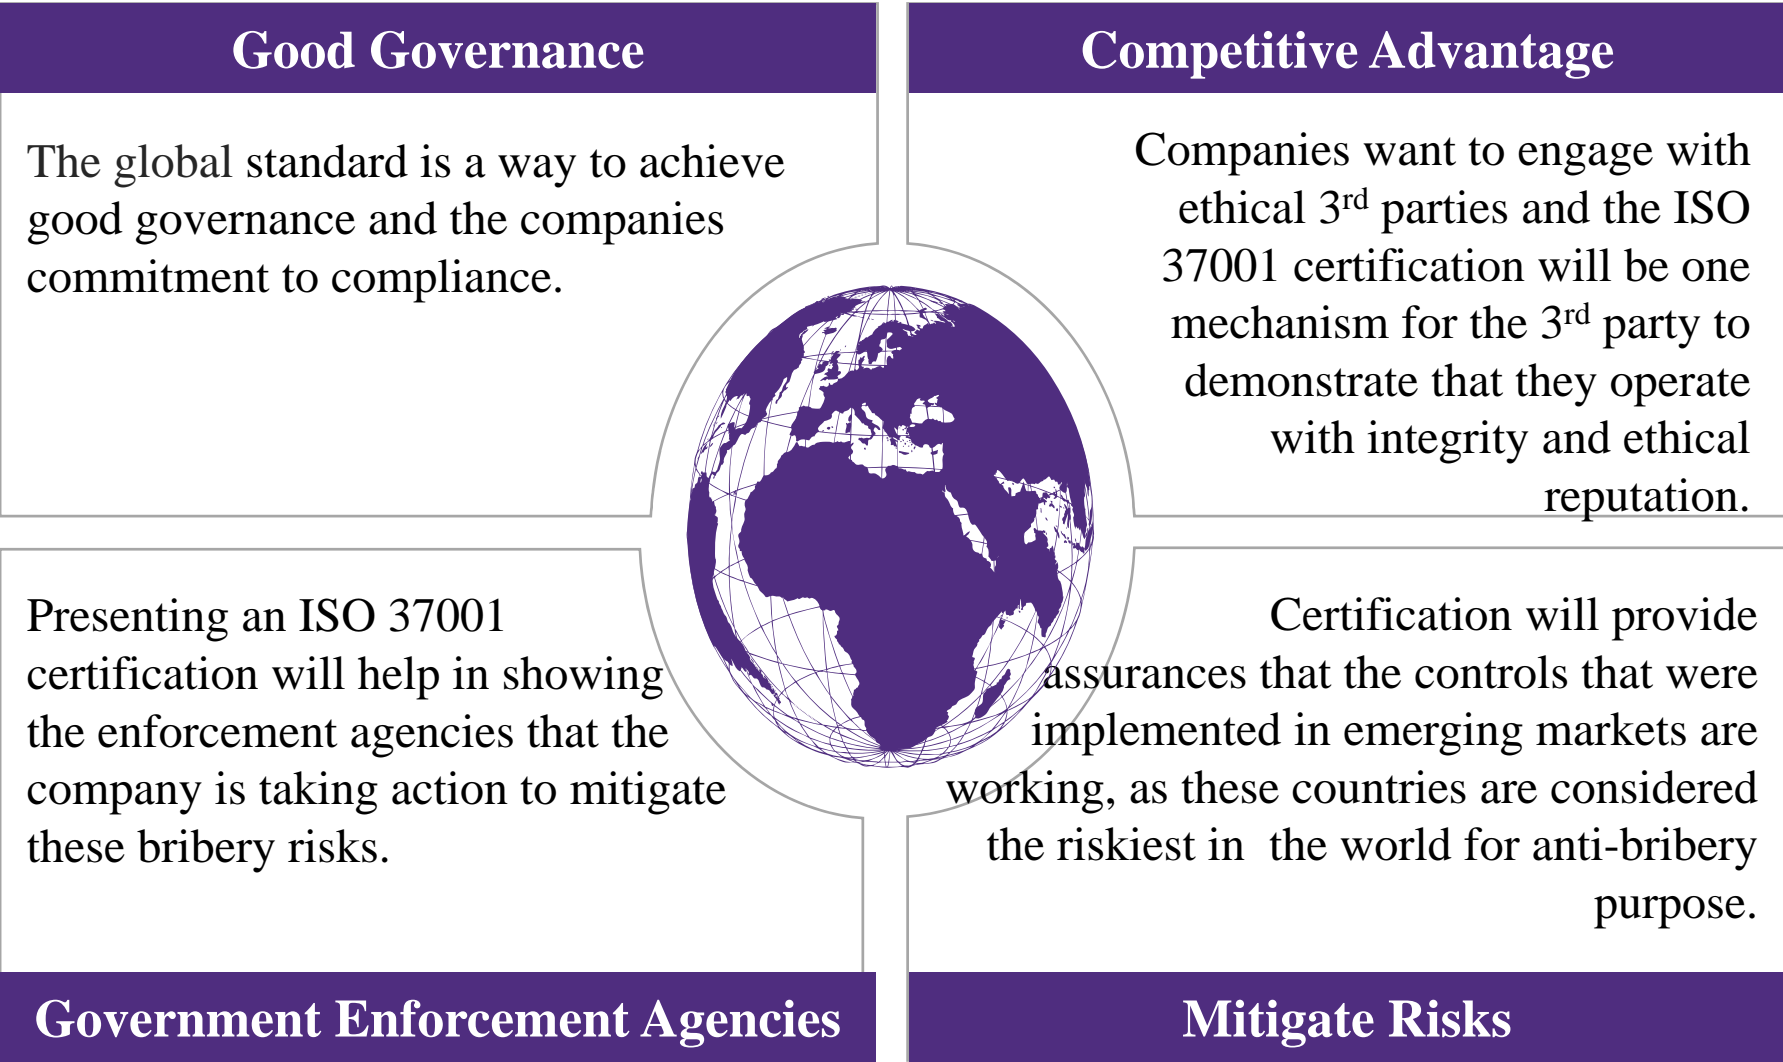 Good Governance
The global standard is a way to achieve
good governance and the companies
commitment to compliance.
Competitive Advantage
Companies want to engage with
ethical 3rd parties and the ISO
37001 certification will be one
mechanism for the 3rd party to
demonstrate that they operate
with integrity and ethical
reputation.
Presenting an ISO 37001
certification will help in showing
the enforcement agencies that the
company is taking action to mitigate
these bribery risks.
Government Enforcement Agencies
Certification will provide
assurances that the controls that were
implemented in emerging markets are
working, as these countries are considered
the riskiest in  the world for anti-bribery
purpose.
Mitigate Risks